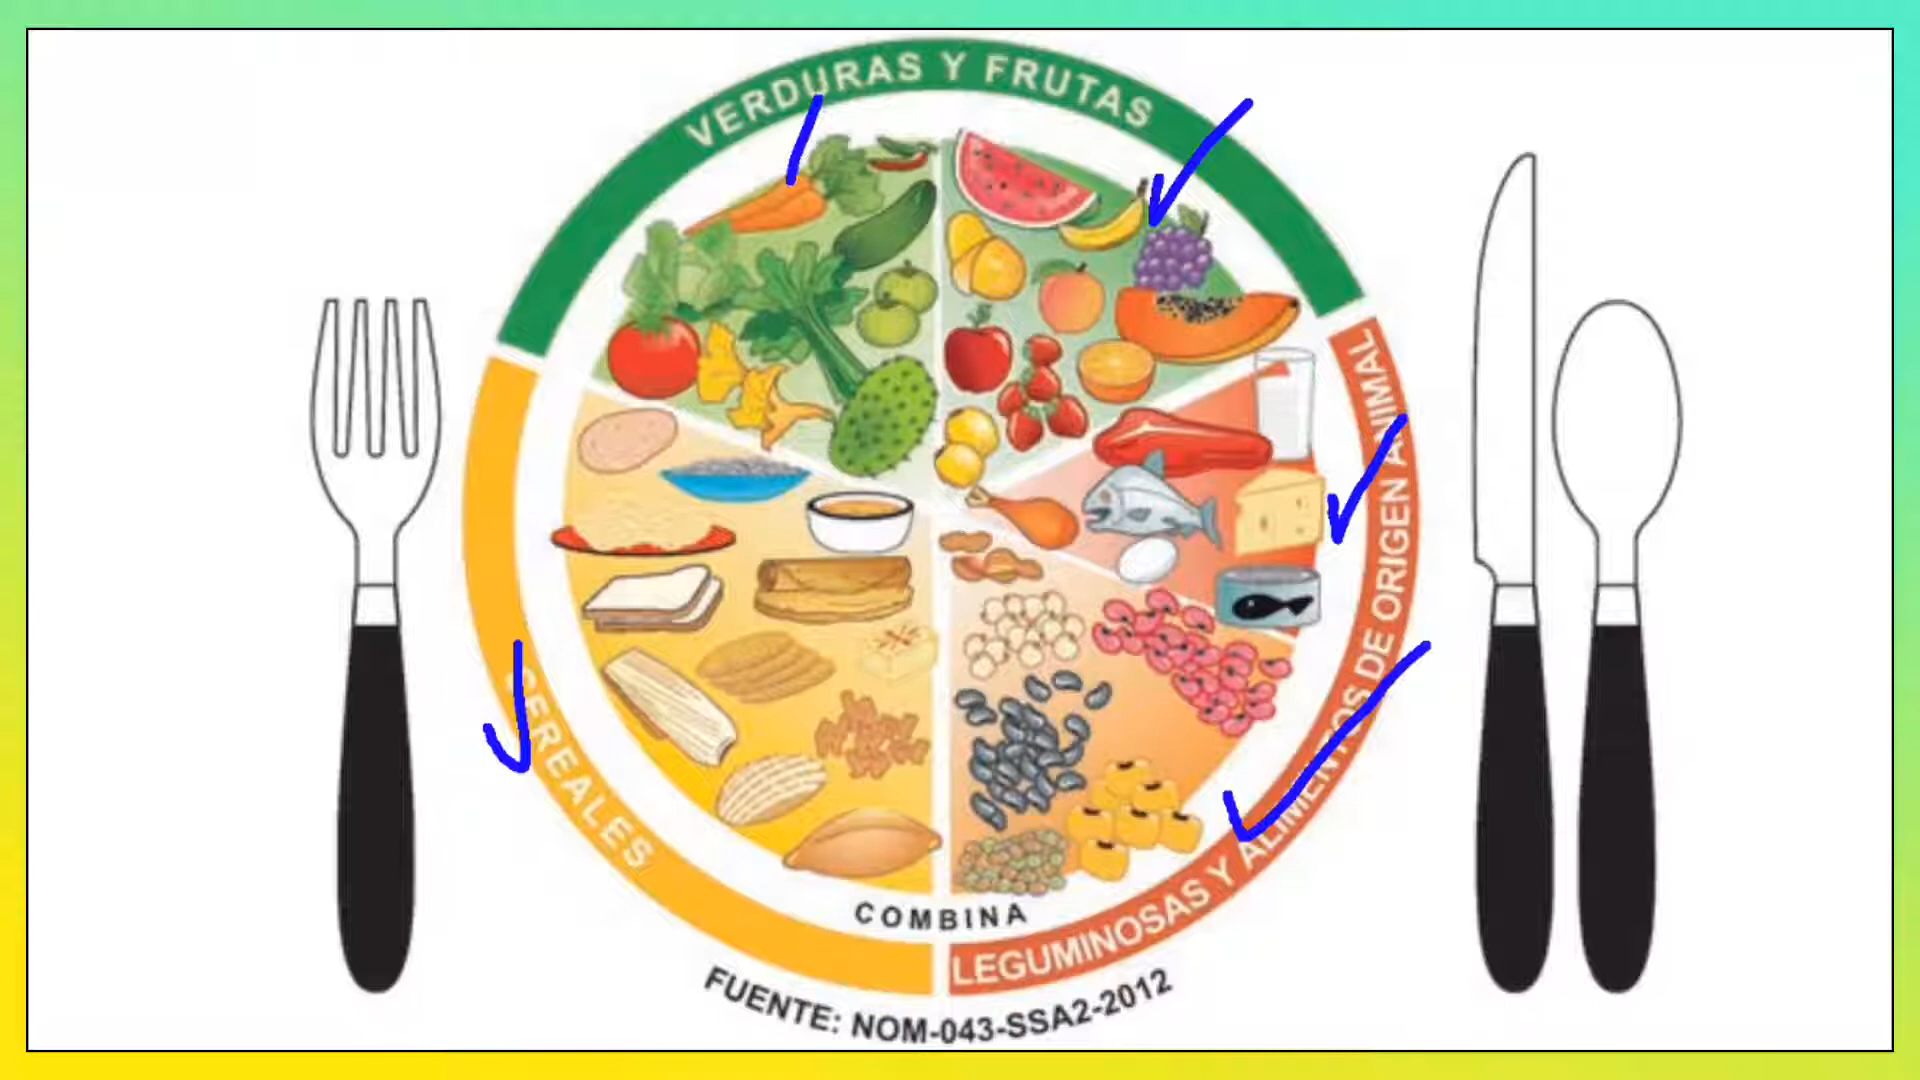 VERDURAS Y FRUTAS
LEGUMINOSAS Y ALIMENTOS DE ORIGEN ANIMAL
CEREALES
COMBINA
FUENTE: NOM-043-SSA2-2012